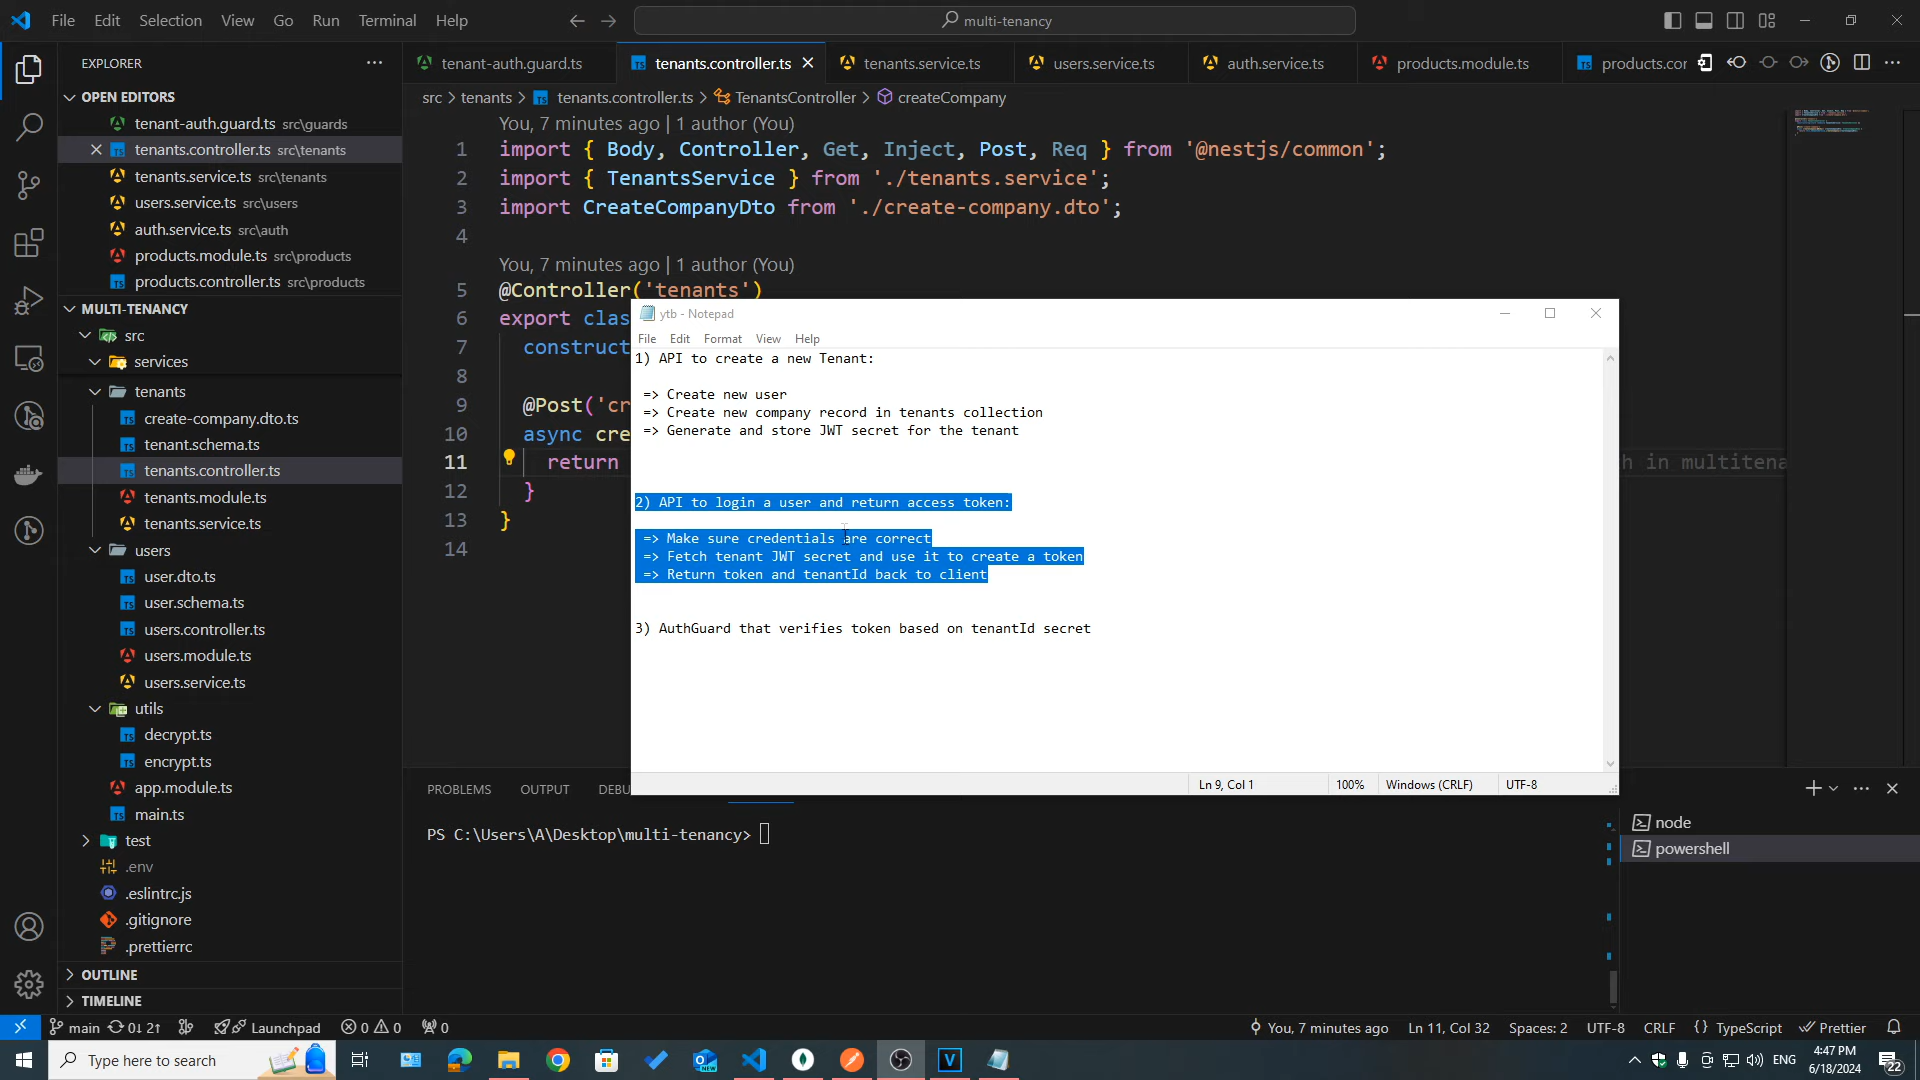 File Edit Selection View Go Run Terminal Help
multi-tenancy
EXPLORER
OPEN EDITORS
tenant-auth.guard.ts src\guards
tenants.controller.ts src\tenants
tenants.service.ts src\tenants
users.service.ts src\users
auth.service.ts src\auth
products.module.ts src\products
products.controller.ts src\products
MULTI-TENANCY
src
services
tenants
create-company.dto.ts
tenant.schema.ts
tenants.controller.ts
tenants.module.ts
tenants.service.ts
users
user.dto.ts
user.schema.ts
users.controller.ts
users.module.ts
users.service.ts
utils
decrypt.ts
encrypt.ts
app.module.ts
main.ts
test
.env
.eslintrc.js
.gitignore
.prettierrc
OUTLINE
TIMELINE
tenant-auth.guard.ts tenants.controller.ts tenants.service.ts users.service.ts auth.service.ts products.module.ts products.cor
src > tenants > tenants.controller.ts > TenantsController > createCompany
You, 7 minutes ago | 1 author (You)
1 import { Body, Controller, Get, Inject, Post, Req } from '@nestjs/common';
2 import { TenantsService } from './tenants.service';
3 import CreateCompanyDto from './create-company.dto';
4
You, 7 minutes ago | 1 author (You)
5 @Controller('tenants')
6 export clas
7 construct
8
9 @Post('cr
10 async cre
11 return h in multitena
12 }
13 }
14
ytb - Notepad
File Edit Format View Help
1) API to create a new Tenant:
=> Create new user
=> Create new company record in tenants collection
=> Generate and store JWT secret for the tenant
2) API to login a user and return access token:
=> Make sure credentials are correct
=> Fetch tenant JWT secret and use it to create a token
=> Return token and tenantId back to client
3) AuthGuard that verifies token based on tenantId secret
Ln 9, Col 1 100% Windows (CRLF) UTF-8
PROBLEMS OUTPUT DEBU
PS C:\Users\A\Desktop\multi-tenancy>
node
powershell
main 0↓ 2↑ Launchpad 0 0 0 You, 7 minutes ago Ln 11, Col 32 Spaces: 2 UTF-8 CRLF {} TypeScript Prettier
Type here to search
ENG
4:47 PM
6/18/2024
22